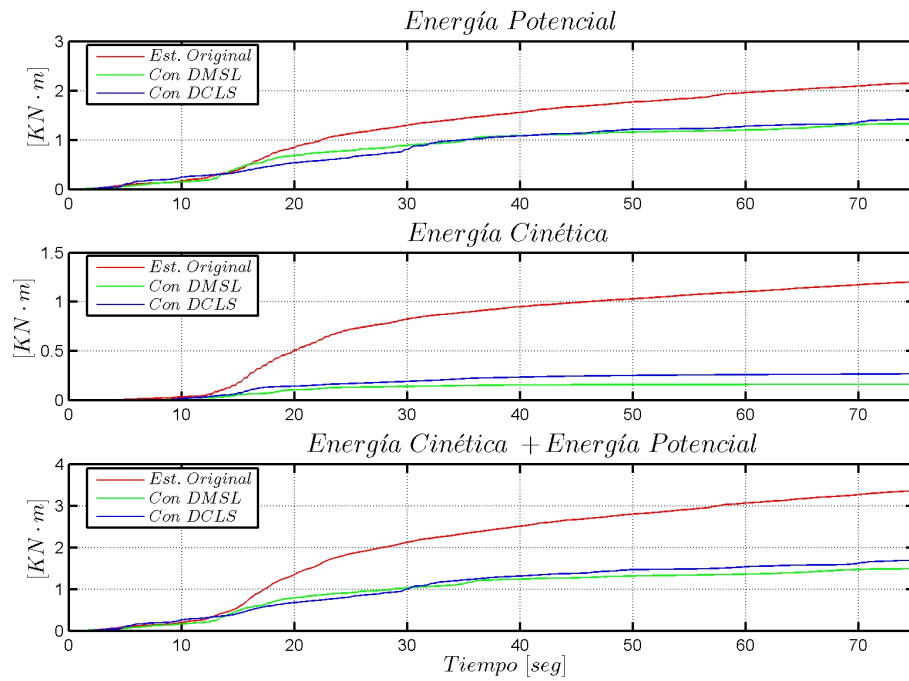 Energía Potencial
[KN · m]
3
2
1
0
Est. Original
Con DMSL
Con DCLS
0 10 20 30 40 50 60 70
Energía Cinética
[KN · m]
1.5
1
0.5
0
Est. Original
Con DMSL
Con DCLS
0 10 20 30 40 50 60 70
Energía Cinética + Energía Potencial
[KN · m]
4
3
2
1
0
Est. Original
Con DMSL
Con DCLS
0 10 20 30 40 50 60 70
Tiempo [seg]